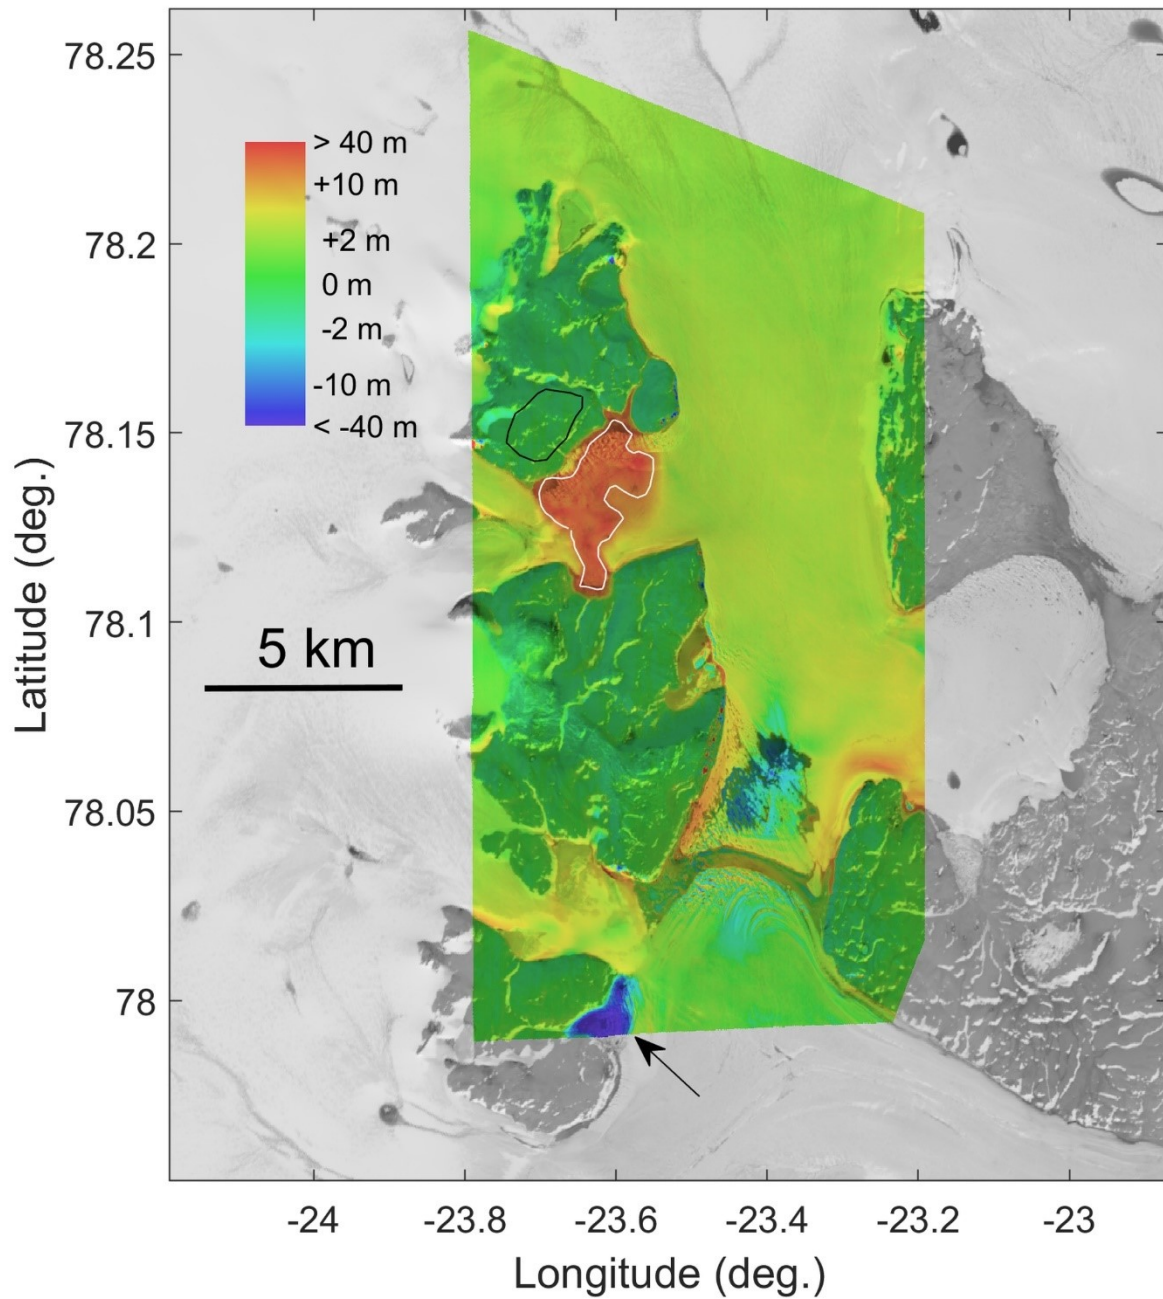 78.25
78.2
78.15
78.1
78.05
78
Latitude (deg.)
> 40 m
+10 m
+2 m
0 m
-2 m
-10 m
< -40 m
5 km
-24
-23.8
-23.6
-23.4
-23.2
-23
Longitude (deg.)